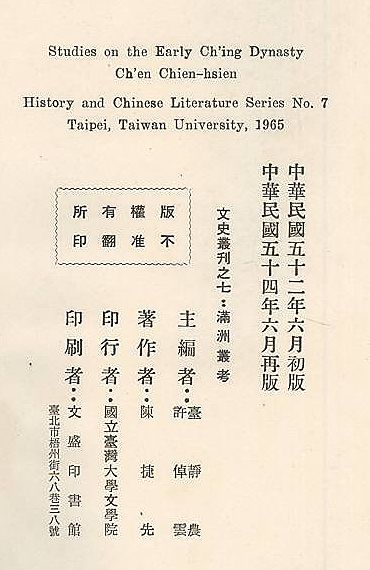 Studies on the Early Ch'ing Dynasty
Ch'en Chien-hsien
History and Chinese Literature Series No. 7
Taipei, Taiwan University, 1965
中華民國五十二年六月初版
中華民國五十四年六月再版
文史叢刊之七：滿洲叢考
版權有所
不准翻印
主編者：臺靜農
許倬雲
著作者：陳捷先
印行者：國立臺灣大學文學院
印刷者：文盛印書館
臺北市梧州街六八巷三八號